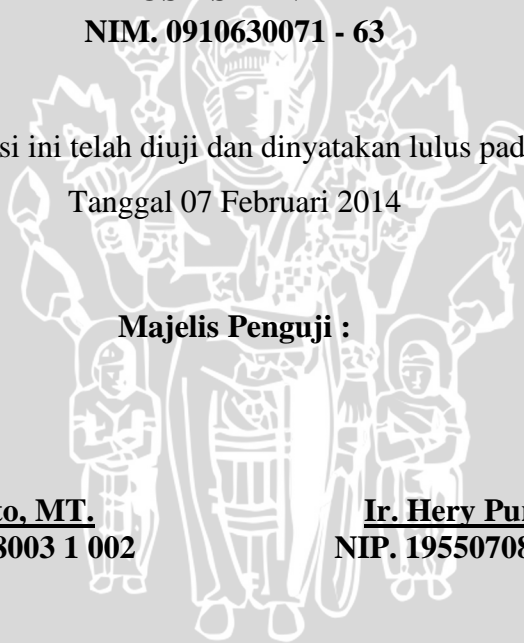 NIM. 0910630071 - 63
si ini telah diuji dan dinyatakan lulus pad
Tanggal 07 Februari 2014
Majelis Penguji :
to, MT. Ir. Hery Pur
3003 1 002 NIP. 19550708